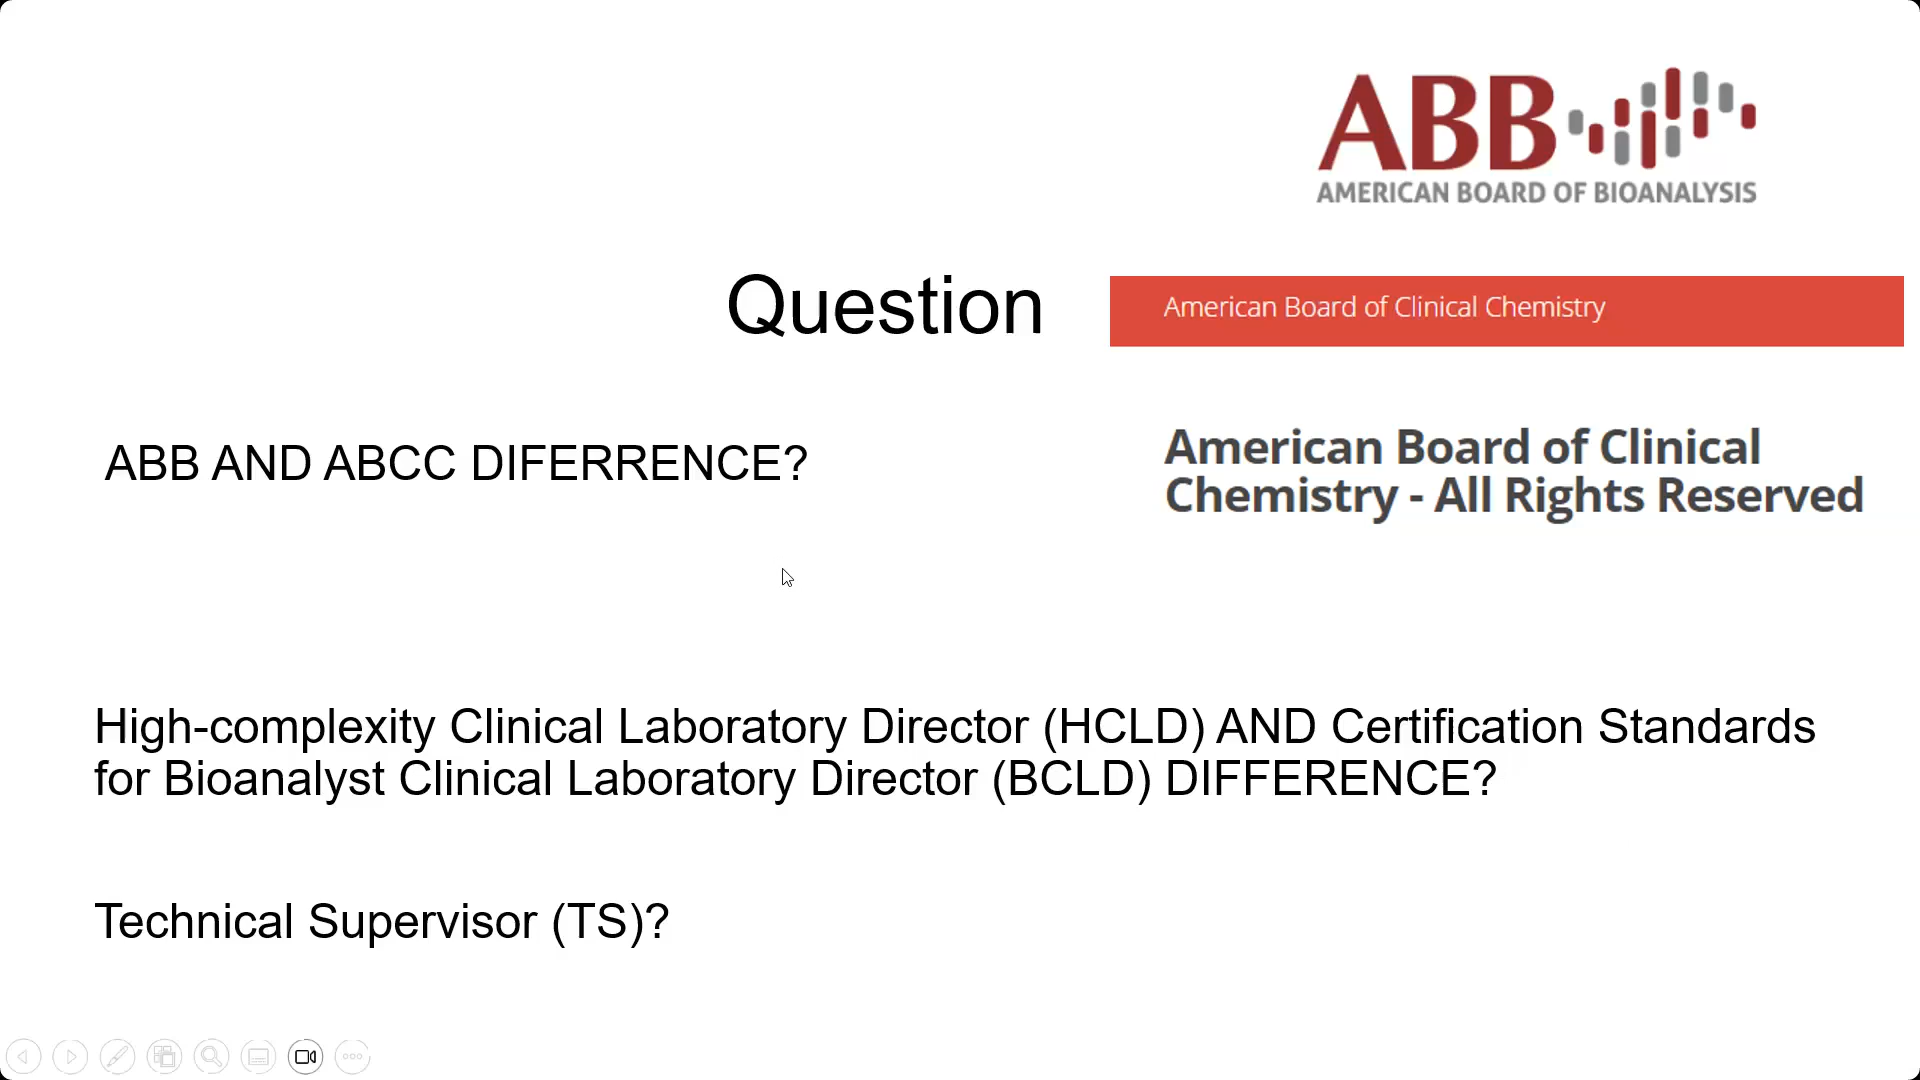 ABB
AMERICAN BOARD OF BIOANALYSIS
Question
American Board of Clinical Chemistry
ABB AND ABCC DIFERRENCE?
American Board of Clinical
Chemistry - All Rights Reserved
High-complexity Clinical Laboratory Director (HCLD) AND Certification Standards
for Bioanalyst Clinical Laboratory Director (BCLD) DIFFERENCE?
Technical Supervisor (TS)?